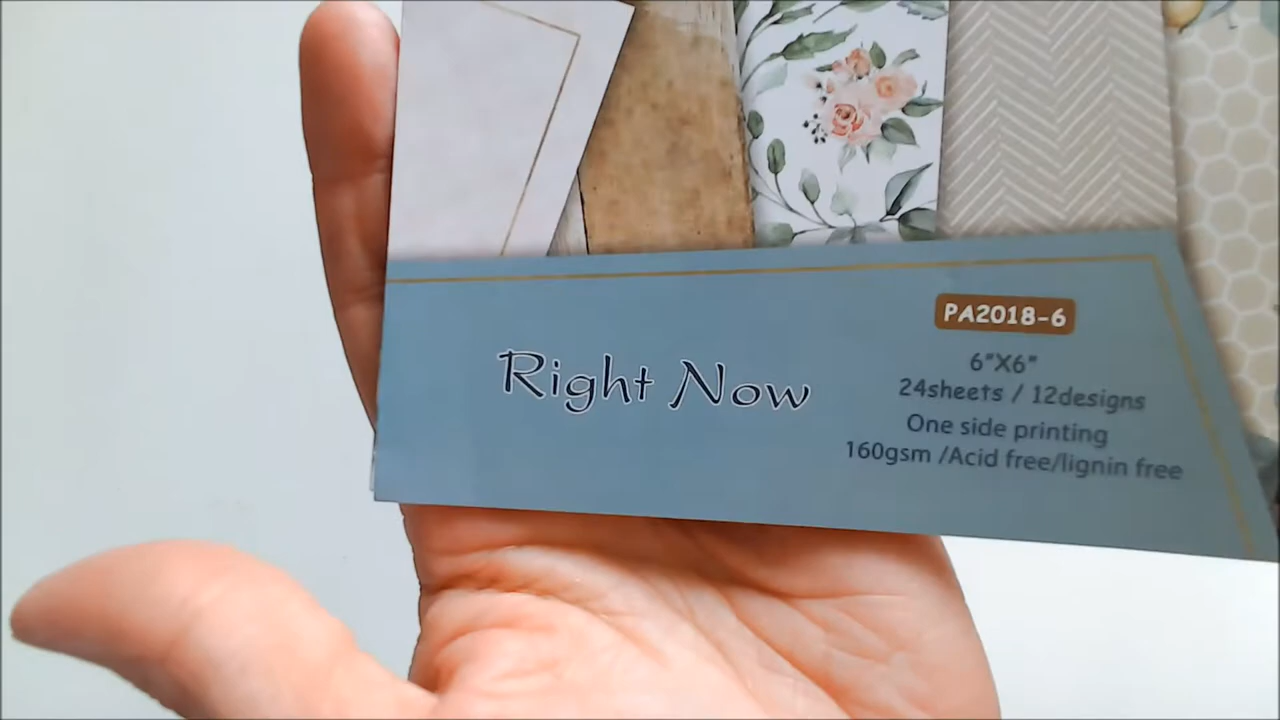 Right Now
PA2018-6
6"X6"
24sheets / 12designs
One side printing
160gsm /Acid free/lignin free